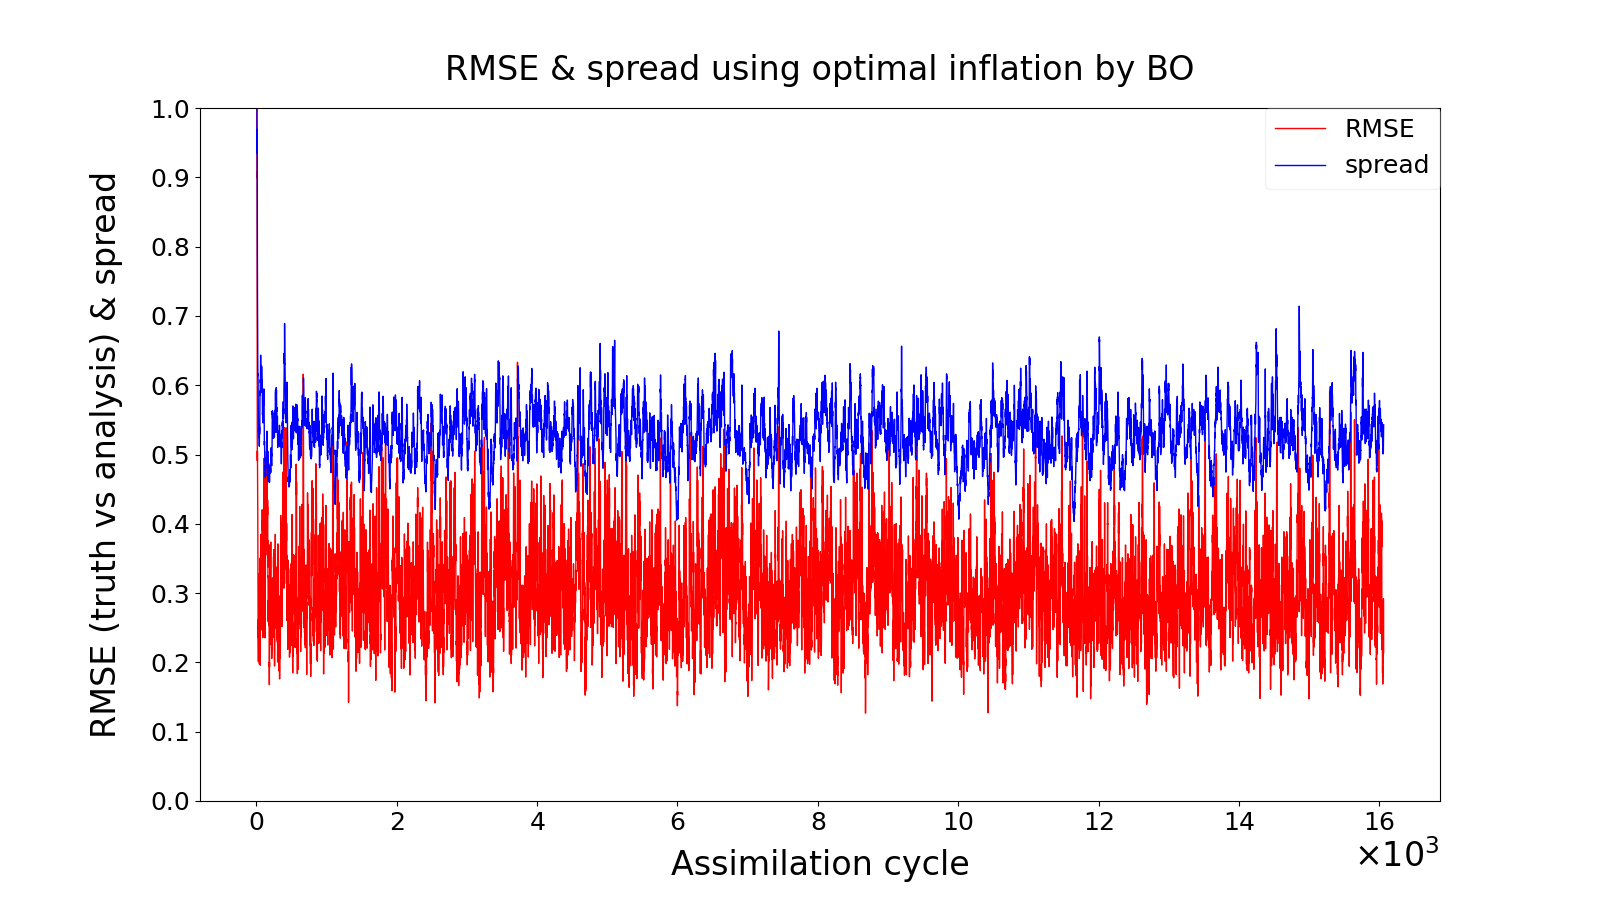 RMSE & spread using optimal inflation by BO
RMSE
spread
RMSE (truth vs analysis) & spread
1.0
0.9
0.8
0.7
0.6
0.5
0.4
0.3
0.2
0.1
0.0
0 2 4 6 8 10 12 14 16
×10³
Assimilation cycle